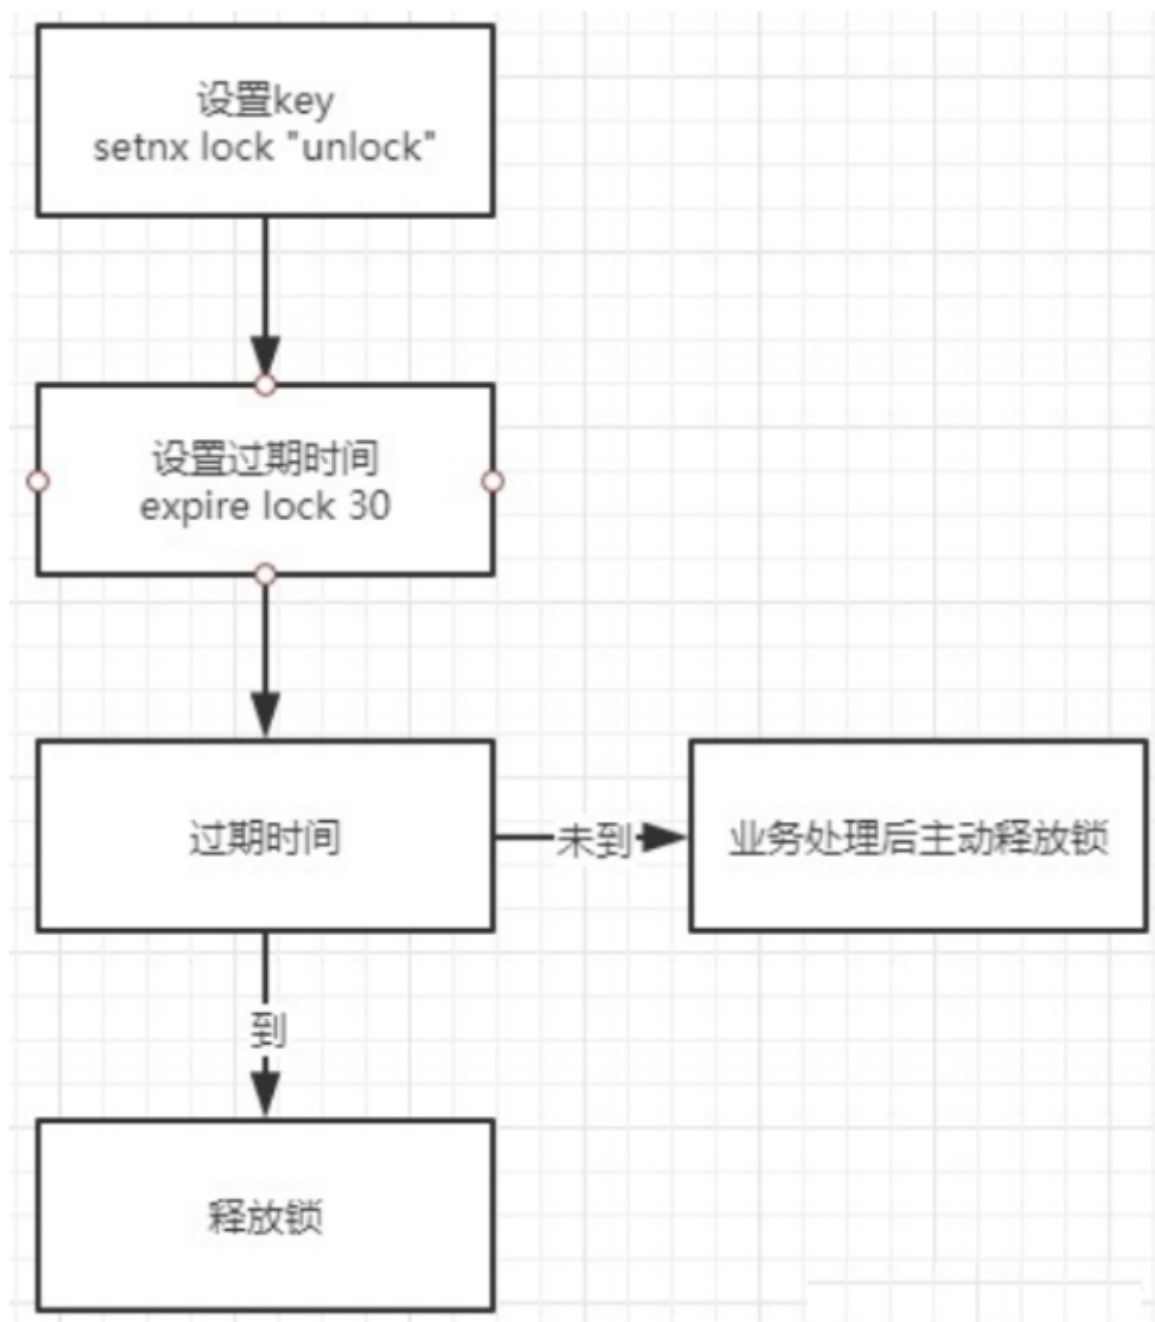 设置key
setnx lock "unlock"
设置过期时间
expire lock 30
过期时间
未到
业务处理后主动释放锁
到
释放锁